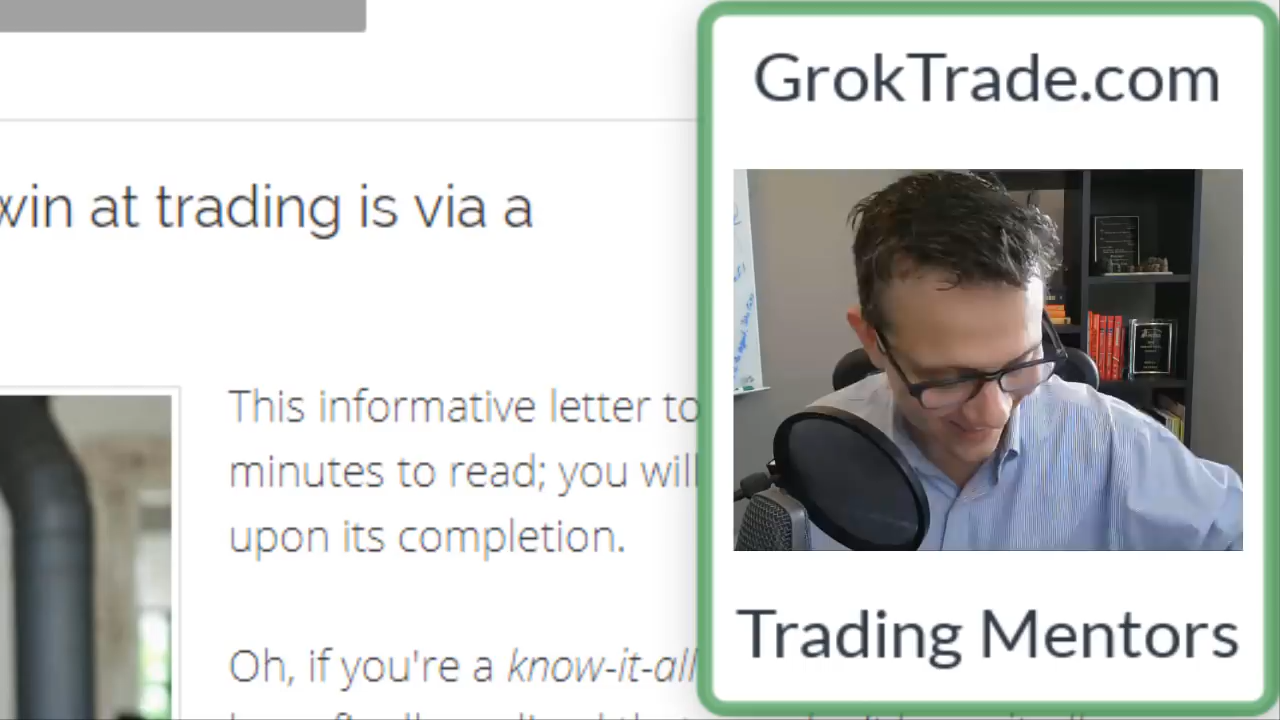 win at trading is via a
This informative letter to
minutes to read; you will
upon its completion.
Oh, if you're a know-it-all
GrokTrade.com
Trading Mentors